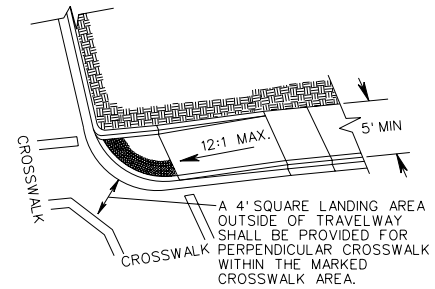 12:1 MAX.
5' MIN
CROSSWALK
CROSSWALK
A 4' SQUARE LANDING AREA
OUTSIDE OF TRAVELWAY
SHALL BE PROVIDED FOR
PERPENDICULAR CROSSWALK
WITHIN THE MARKED
CROSSWALK AREA.